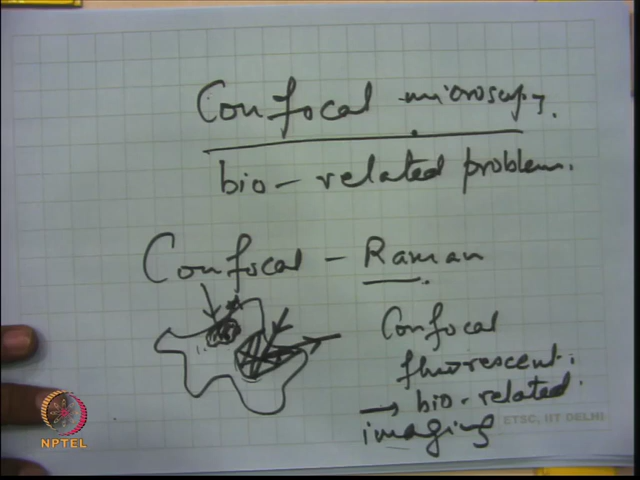 Confocal microscopy.
bio-related problem.
Confocal - Raman
Confocal
fluorescent.
→ bio-related
imaging
ETSC, IIT DELHI
NPTEL